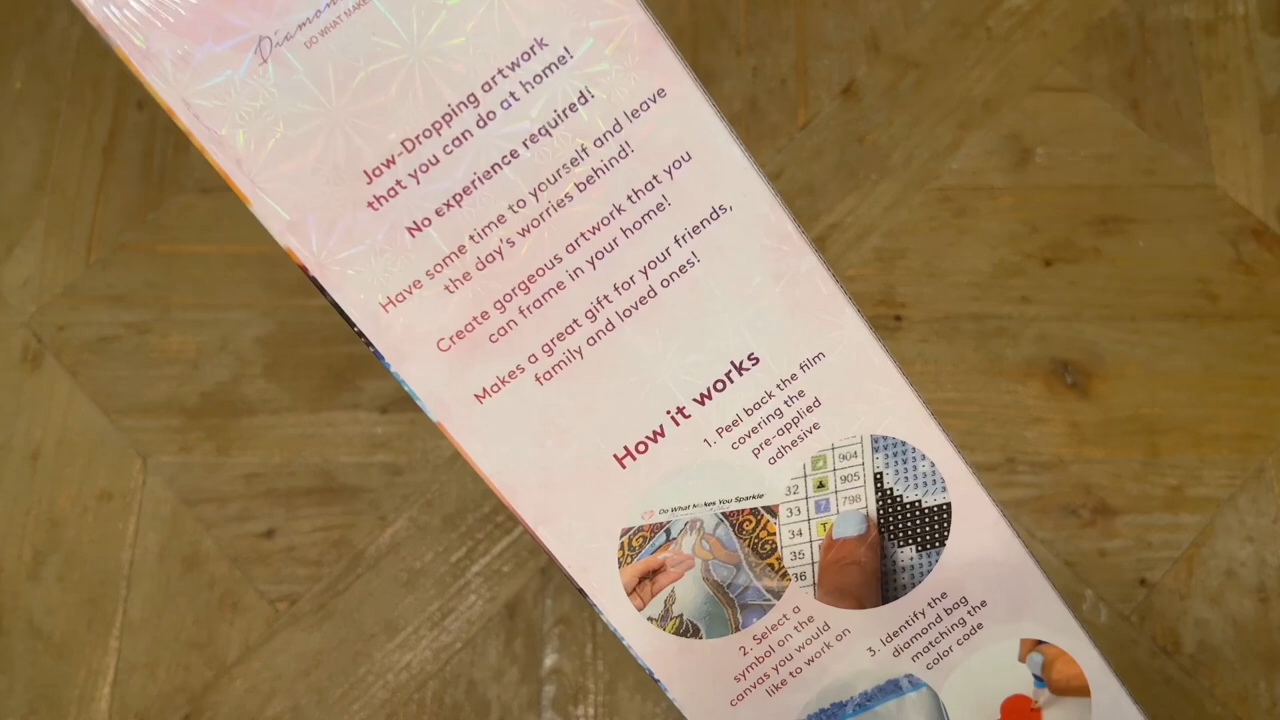 Diamon
DO WHAT MAKE
Jaw-Dropping artwork
that you can do at home!
No experience required!
Have some time to yourself and leave
the day's worries behind!
Create gorgeous artwork that you
can frame in your home!
Makes a great gift for your friends,
family and loved ones!
How it works
1. Peel back the film
covering the
pre-applied
adhesive
Do What Makes You Sparkle
904
32 905
33 ? 798
34 T
35
36
2. Select a
symbol on the
canvas you would
like to work on
3. Identify the
diamond bag
matching the
color code